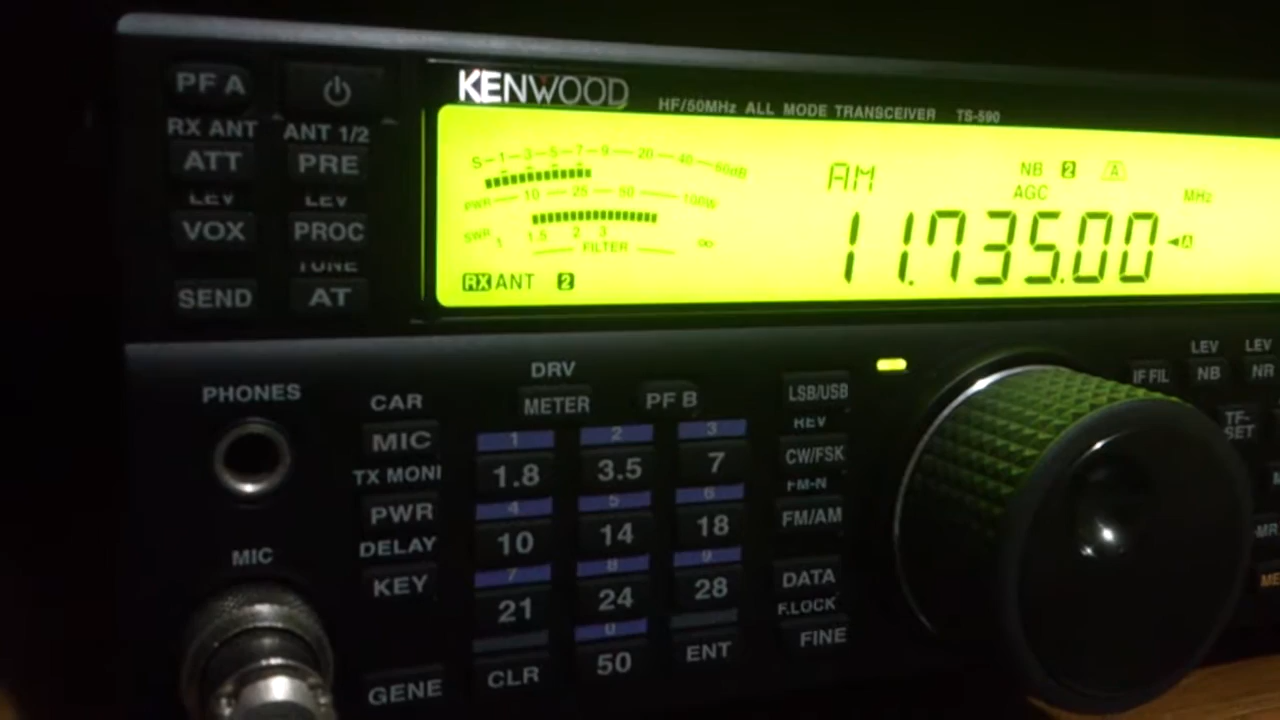 PF A
RX ANT ANT 1/2
ATT PRE
LEV LEV
VOX PROC
TUNE
SEND AT
KENWOOD
HF/50MHz ALL MODE TRANSCEIVER TS-590
S 1 3 5 7 9 20 40 60dB
PWR 10 25 50 100W
SWR 1 1.5 2 3 ∞
FILTER
RX ANT 2
AM
NB 2 A
AGC
MHz
11.735.00
◄A
PHONES
MIC
CAR
MIC
TX MONI
PWR
DELAY
KEY
GENE
DRV
METER PF B
1 2 3
1.8 3.5 7
4 5 6
10 14 18
7 8 9
21 24 28
0
CLR 50 ENT
LSB/USB
REV
CW/FSK
FM-N
FM/AM
DATA
F.LOCK
FINE
LEV LEV
IF FIL NB NR
TF-
SET